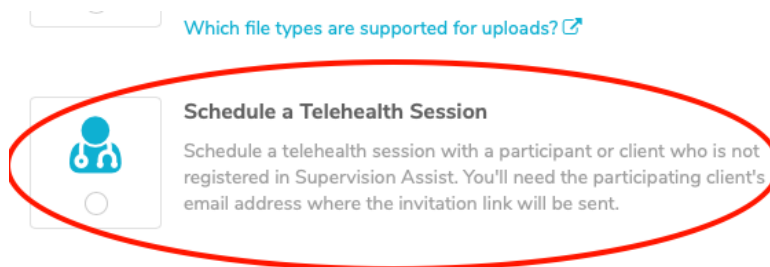 Which file types are supported for uploads?
Schedule a Telehealth Session
Schedule a telehealth session with a participant or client who is not
registered in Supervision Assist. You'll need the participating client's
email address where the invitation link will be sent.